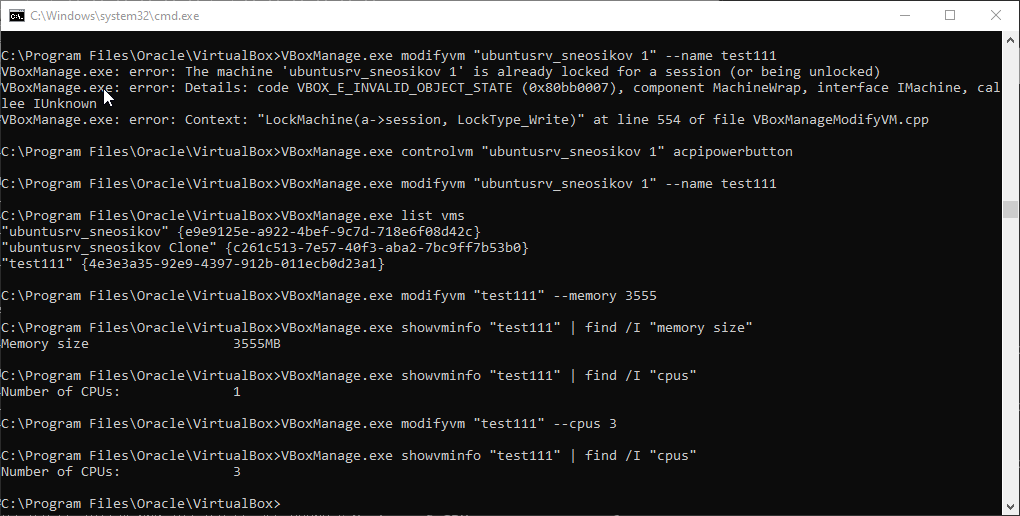 C:\Windows\system32\cmd.exe
C:\Program Files\Oracle\VirtualBox>VBoxManage.exe modifyvm "ubuntusrv_sneosikov 1" --name test111
VBoxManage.exe: error: The machine 'ubuntusrv_sneosikov 1' is already locked for a session (or being unlocked)
VBoxManage.exe: error: Details: code VBOX_E_INVALID_OBJECT_STATE (0x80bb0007), component MachineWrap, interface IMachine, cal
lee IUnknown
VBoxManage.exe: error: Context: "LockMachine(a->session, LockType_Write)" at line 554 of file VBoxManageModifyVM.cpp
C:\Program Files\Oracle\VirtualBox>VBoxManage.exe controlvm "ubuntusrv_sneosikov 1" acpipowerbutton
C:\Program Files\Oracle\VirtualBox>VBoxManage.exe modifyvm "ubuntusrv_sneosikov 1" --name test111
C:\Program Files\Oracle\VirtualBox>VBoxManage.exe list vms
"ubuntusrv_sneosikov" {e9e9125e-a922-4bef-9c7d-718e6f08d42c}
"ubuntusrv_sneosikov Clone" {c261c513-7e57-40f3-aba2-7bc9ff7b53b0}
"test111" {4e3e3a35-92e9-4397-912b-011ecb0d23a1}
C:\Program Files\Oracle\VirtualBox>VBoxManage.exe modifyvm "test111" --memory 3555
C:\Program Files\Oracle\VirtualBox>VBoxManage.exe showvminfo "test111" | find /I "memory size"
Memory size                  3555MB
C:\Program Files\Oracle\VirtualBox>VBoxManage.exe showvminfo "test111" | find /I "cpus"
Number of CPUs:              1
C:\Program Files\Oracle\VirtualBox>VBoxManage.exe modifyvm "test111" --cpus 3
C:\Program Files\Oracle\VirtualBox>VBoxManage.exe showvminfo "test111" | find /I "cpus"
Number of CPUs:              3
C:\Program Files\Oracle\VirtualBox>